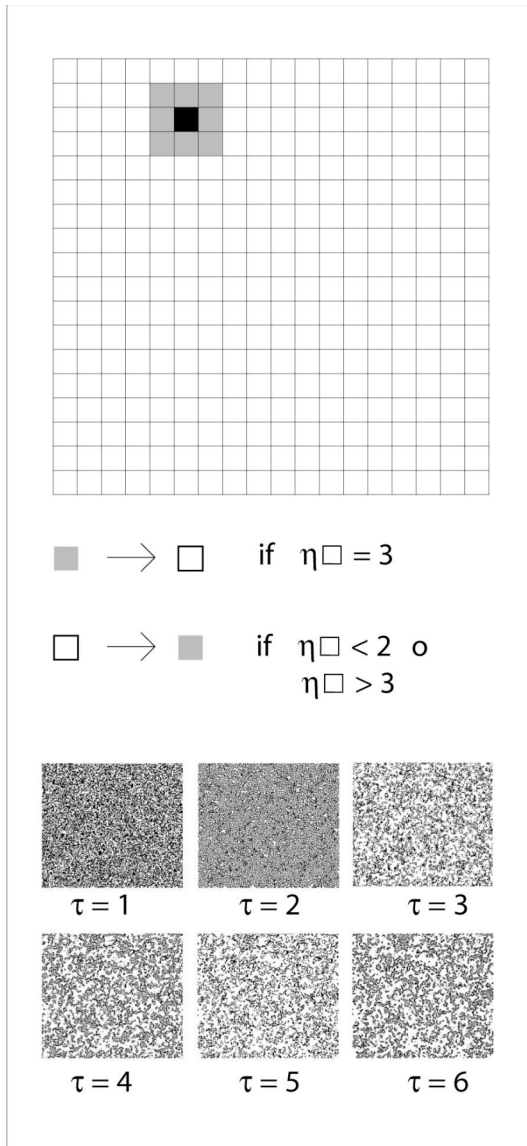 if η□ = 3
if η□ < 2 o
η□ > 3
τ = 1
τ = 2
τ = 3
τ = 4
τ = 5
τ = 6